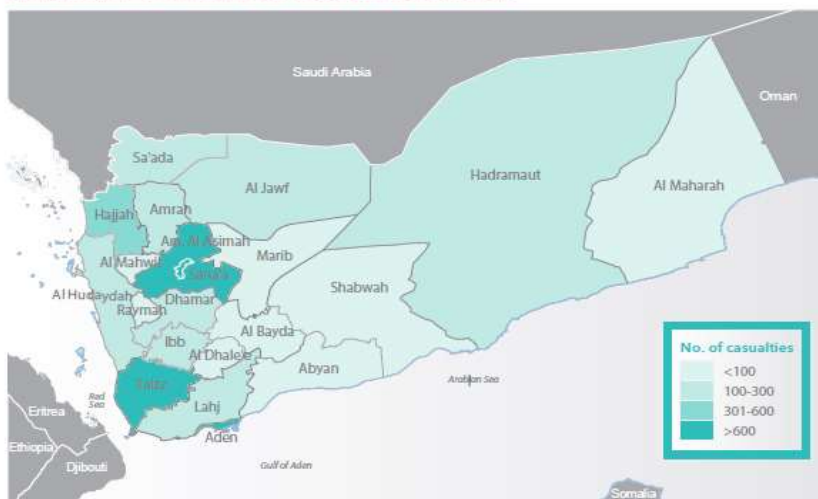 Saudi Arabia
Oman
Sa'ada
Hadramaut
Al Jawf
Al Maharah
Hajjah
Amran
Am. Al Asimah
Marib
Al Mahwit
Sana'a
Shabwah
Al Hudaydah
Dhamar
Raymah
Al Bayda
Ibb
Al Dhale'e
Abyan
Taizz
Lahj
Aden
Red
Sea
Arabian Sea
Gulf of Aden
Eritrea
Ethiopia
Djibouti
Somalia
No. of casualties
<100
100-300
301-600
>600